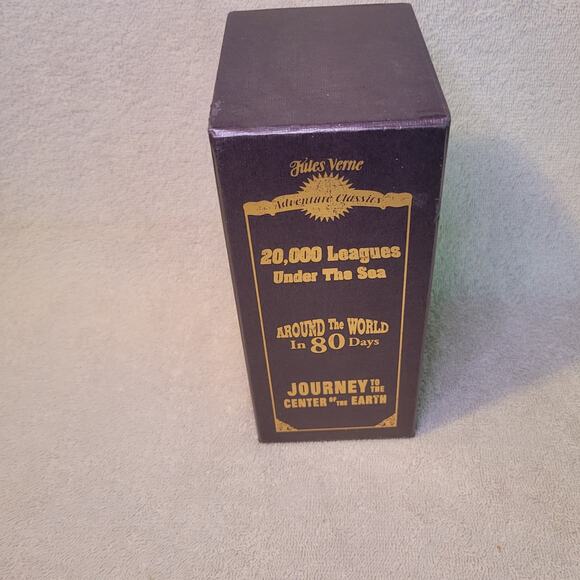 Jules Verne
Adventure Classics
20,000 Leagues
Under The Sea
AROUND The WORLD
In 80 Days
JOURNEY TO THE
CENTER OF THE EARTH